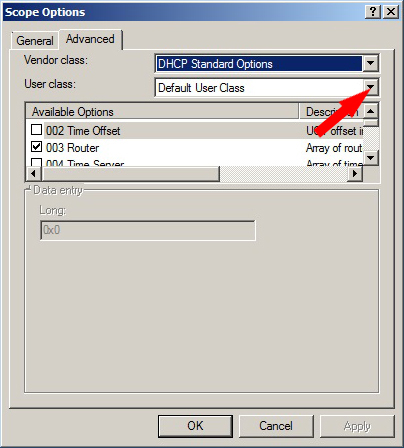 Scope Options
General Advanced
Vendor class: DHCP Standard Options
User class: Default User Class
Available Options Description
002 Time Offset offset i
003 Router Array of rout
004 Time Server Array of time
Data entry
Long:
0x0
OK Cancel Apply